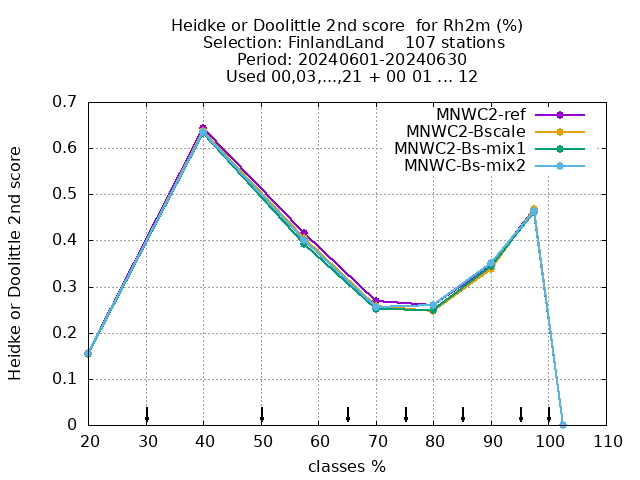 Heidke or Doolittle 2nd score  for Rh2m (%)
Selection: FinlandLand    107 stations
Period: 20240601-20240630
Used 00,03,...,21 + 00 01 ... 12
MNWC2-ref
MNWC2-Bscale
MNWC2-Bs-mix1
MNWC-Bs-mix2
Heidke or Doolittle 2nd score
0.7
0.6
0.5
0.4
0.3
0.2
0.1
0
20 30 40 50 60 70 80 90 100 110
classes %